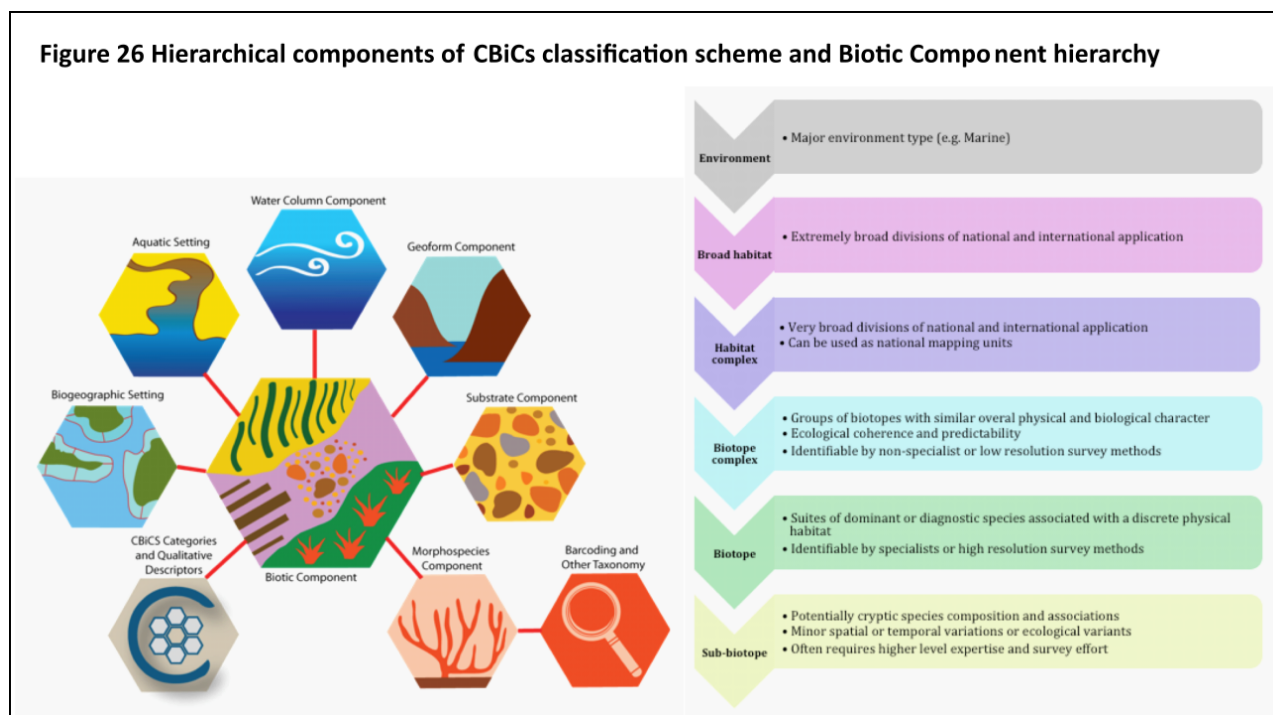 Figure 26 Hierarchical components of CBiCs classification scheme and Biotic Component hierarchy
Water Column Component
Aquatic Setting
Geoform Component
Biogeographic Setting
Substrate Component
CBiCS Categories
and Qualitative
Descriptors
Biotic Component
Morphospecies
Component
Barcoding and
Other Taxonomy
Environment
• Major environment type (e.g. Marine)
Broad habitat
• Extremely broad divisions of national and international application
Habitat
complex
• Very broad divisions of national and international application
• Can be used as national mapping units
Biotope
complex
• Groups of biotopes with similar overal physical and biological character
• Ecological coherence and predictability
• Identifiable by non-specialist or low resolution survey methods
Biotope
• Suites of dominant or diagnostic species associated with a discrete physical
habitat
• Identifiable by specialists or high resolution survey methods
Sub-biotope
• Potentially cryptic species composition and associations
• Minor spatial or temporal variations or ecological variants
• Often requires higher level expertise and survey effort